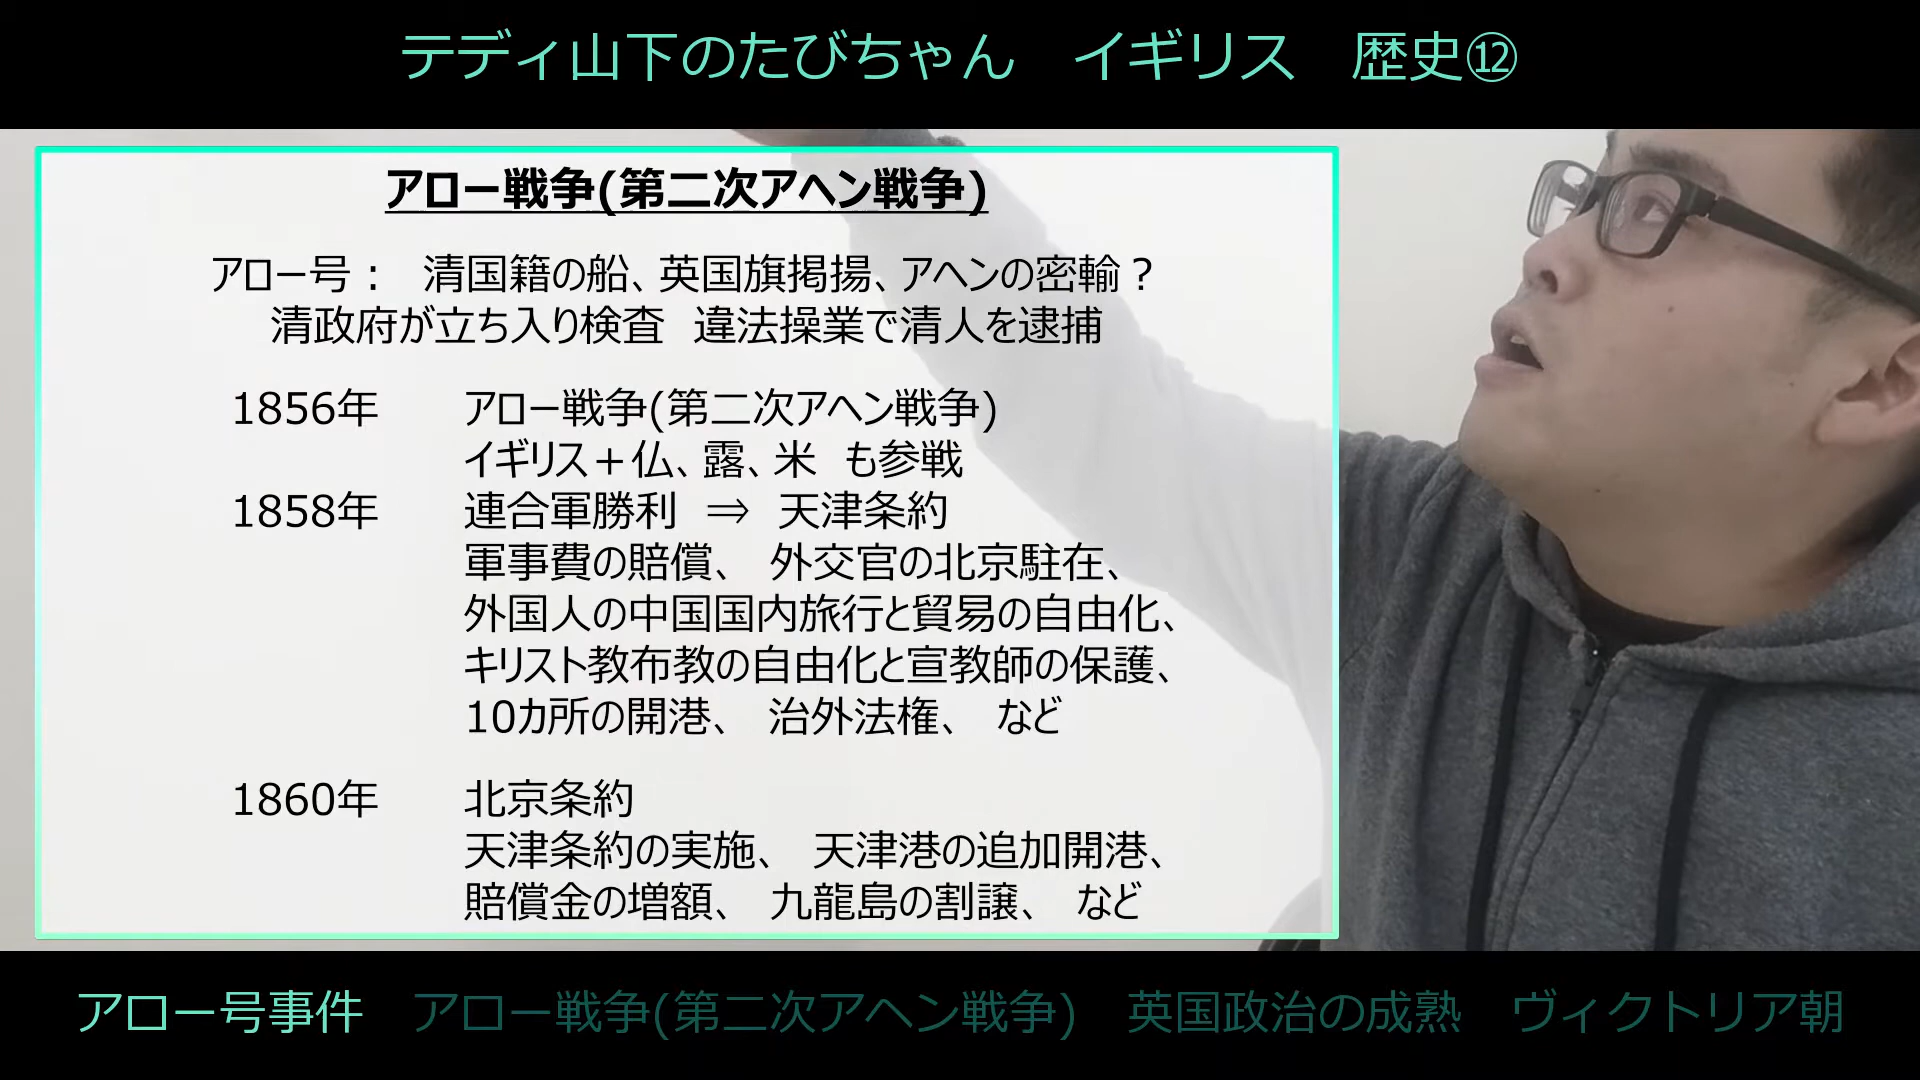 テディ山下のたびちゃん　イギリス　歴史⑫
アロー戦争(第二次アヘン戦争)
アロー号：　清国籍の船、英国旗掲揚、アヘンの密輸？
清政府が立ち入り検査　違法操業で清人を逮捕
1856年　アロー戦争(第二次アヘン戦争)
イギリス＋仏、露、米　も参戦
1858年　連合軍勝利　⇒　天津条約
軍事費の賠償、　外交官の北京駐在、
外国人の中国国内旅行と貿易の自由化、
キリスト教布教の自由化と宣教師の保護、
10カ所の開港、　治外法権、　など
1860年　北京条約
天津条約の実施、　天津港の追加開港、
賠償金の増額、　九龍島の割譲、　など
アロー号事件　アロー戦争(第二次アヘン戦争)　英国政治の成熟　ヴィクトリア朝